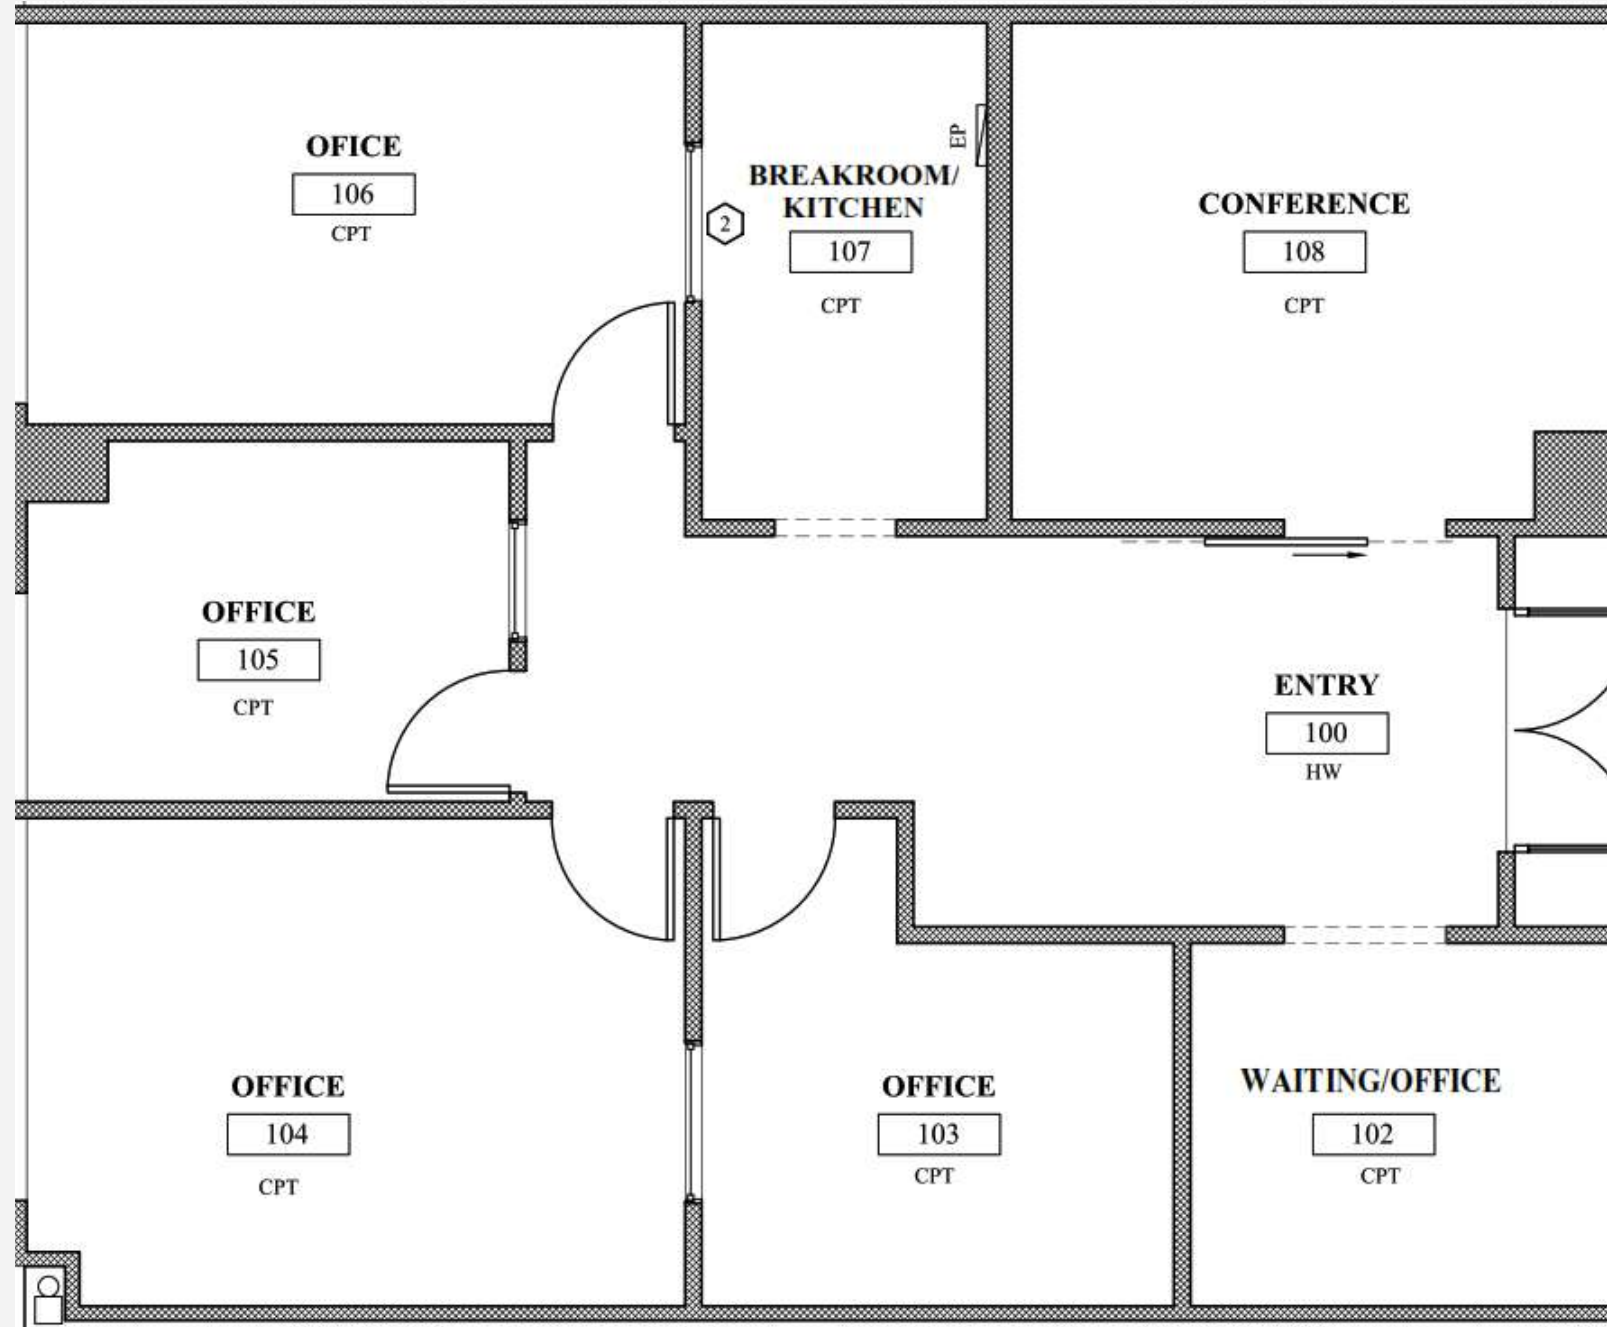 OFICE
106
CPT
2
BREAKROOM/
KITCHEN
107
CPT
EP
CONFERENCE
108
CPT
OFFICE
105
CPT
ENTRY
100
HW
OFFICE
104
CPT
OFFICE
103
CPT
WAITING/OFFICE
102
CPT